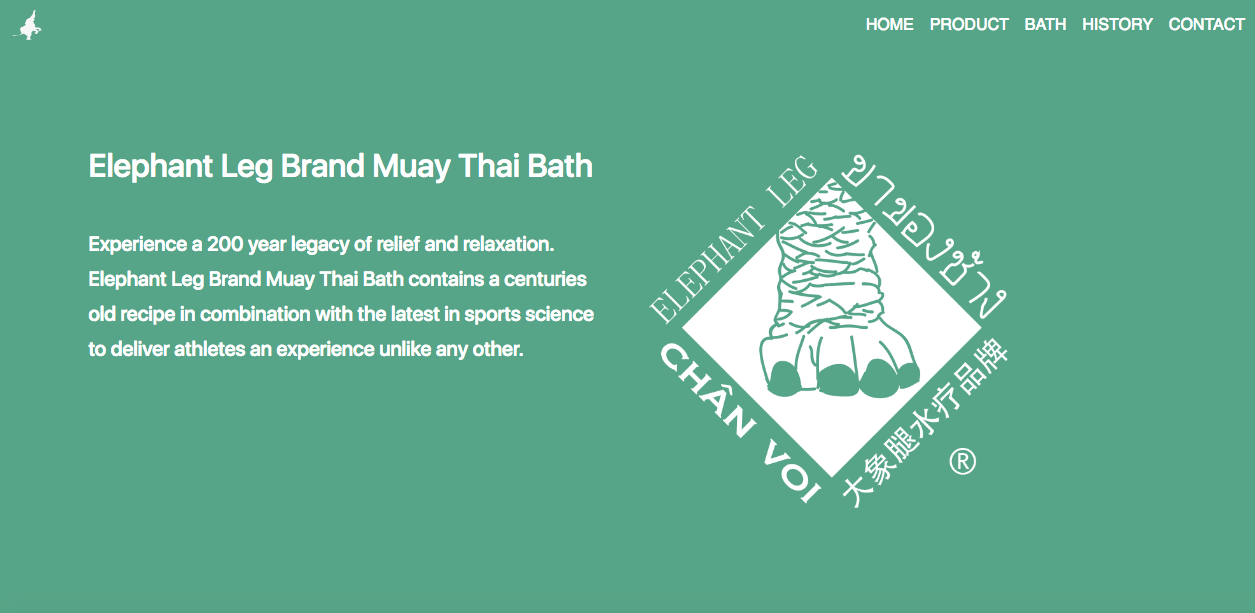 HOME PRODUCT BATH HISTORY CONTACT
Elephant Leg Brand Muay Thai Bath
Experience a 200 year legacy of relief and relaxation.
Elephant Leg Brand Muay Thai Bath contains a centuries
old recipe in combination with the latest in sports science
to deliver athletes an experience unlike any other.
ELEPHANT LEG
ขาของช้าง
CHÂN VOI
大象腿水疗品牌
®